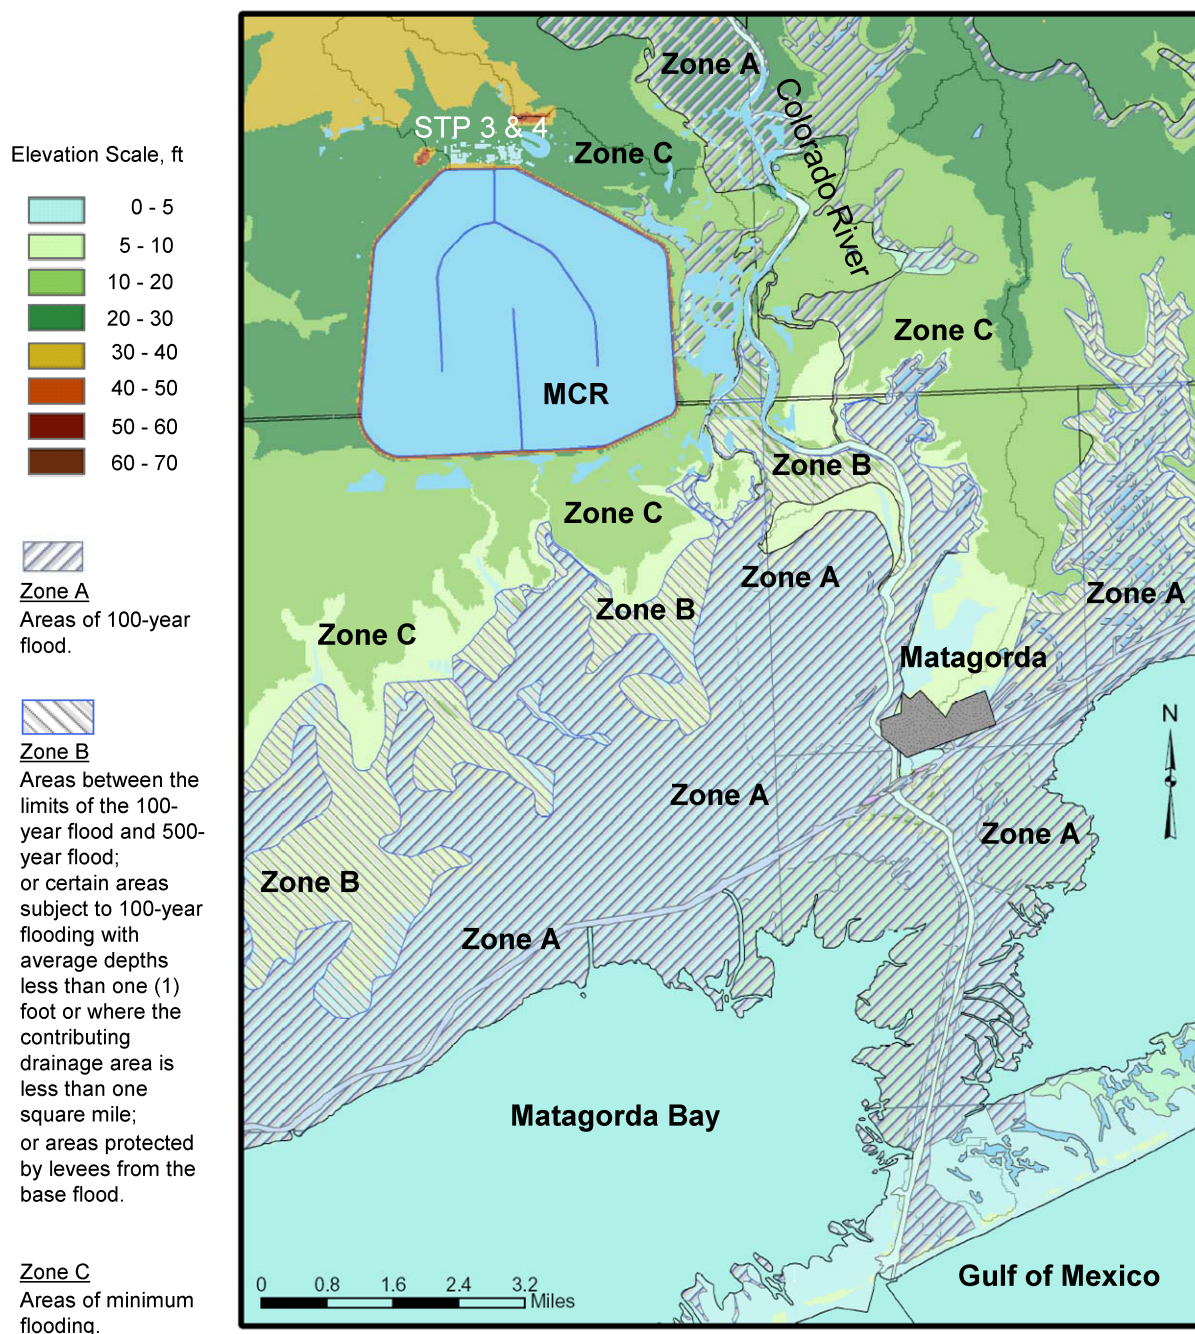 Elevation Scale, ft
0 - 5
5 - 10
10 - 20
20 - 30
30 - 40
40 - 50
50 - 60
60 - 70
Zone A
Areas of 100-year
flood.
Zone B
Areas between the
limits of the 100-
year flood and 500-
year flood;
or certain areas
subject to 100-year
flooding with
average depths
less than one (1)
foot or where the
contributing
drainage area is
less than one
square mile;
or areas protected
by levees from the
base flood.
Zone C
Areas of minimum
flooding.
Zone A
Colorado River
STP 3 & 4
Zone C
Zone C
MCR
Zone B
Zone C
Zone A
Zone B
Zone A
Zone C
Matagorda
N
Zone A
Zone A
Zone B
Zone A
Matagorda Bay
Gulf of Mexico
0 0.8 1.6 2.4 3.2
Miles